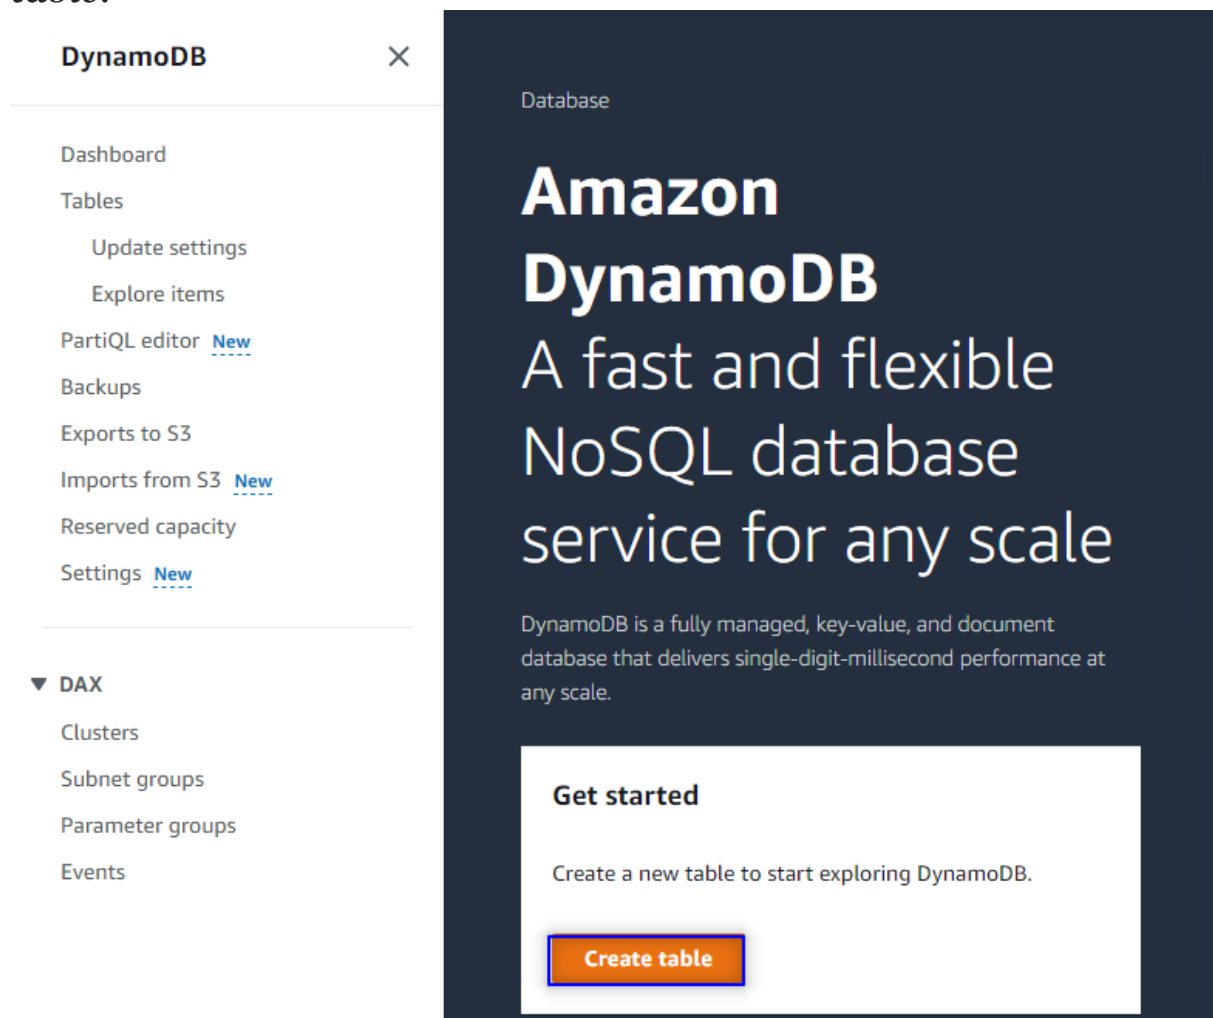 table.
DynamoDB
Dashboard
Tables
Update settings
Explore items
PartiQL editor New
Backups
Exports to S3
Imports from S3 New
Reserved capacity
Settings New
DAX
Clusters
Subnet groups
Parameter groups
Events
Database
Amazon
DynamoDB
A fast and flexible
NoSQL database
service for any scale
DynamoDB is a fully managed, key-value, and document
database that delivers single-digit-millisecond performance at
any scale.
Get started
Create a new table to start exploring DynamoDB.
Create table